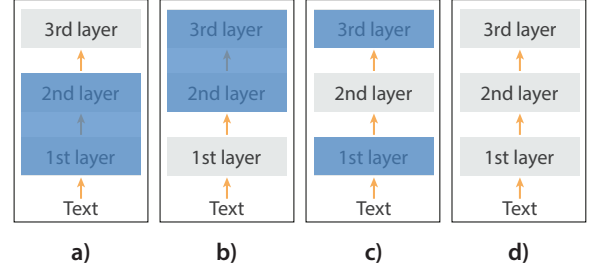 3rd layer
2nd layer
1st layer
Text
a)
3rd layer
2nd layer
1st layer
Text
b)
3rd layer
2nd layer
1st layer
Text
c)
3rd layer
2nd layer
1st layer
Text
d)